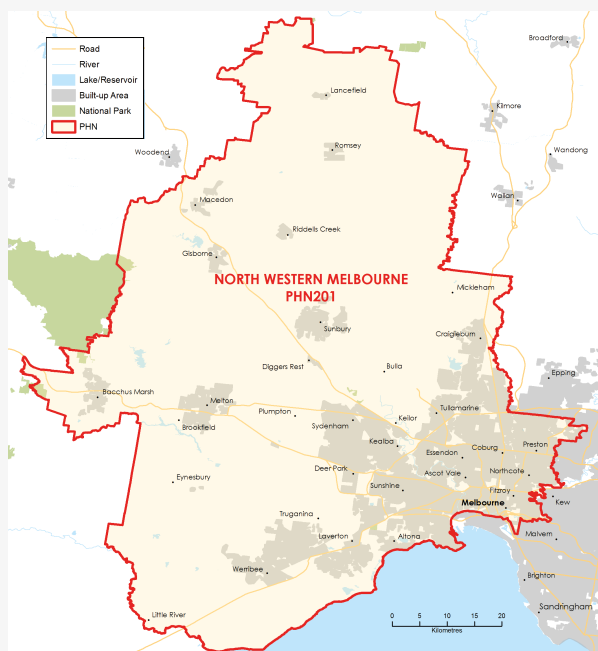 Road
River
Lake/Reservoir
Built-up Area
National Park
PHN
Broadford
Lancefield
Kilmore
Woodend
Romsey
Wandong
Macedon
Wallan
Riddells Creek
Gisborne
NORTH WESTERN MELBOURNE
PHN201
Mickleham
Sunbury
Craigieburn
Diggers Rest
Bulla
Epping
Bacchus Marsh
Melton
Plumpton
Tullamarine
Brookfield
Sydenham
Keilor
Kealba
Coburg
Preston
Essendon
Deer Park
Ascot Vale
Northcote
Eynesbury
Sunshine
Fitzroy
Melbourne
Kew
Truganina
Laverton
Altona
Malvern
Werribee
Brighton
Little River
Sandringham
0 5 10 15 20
Kilometres